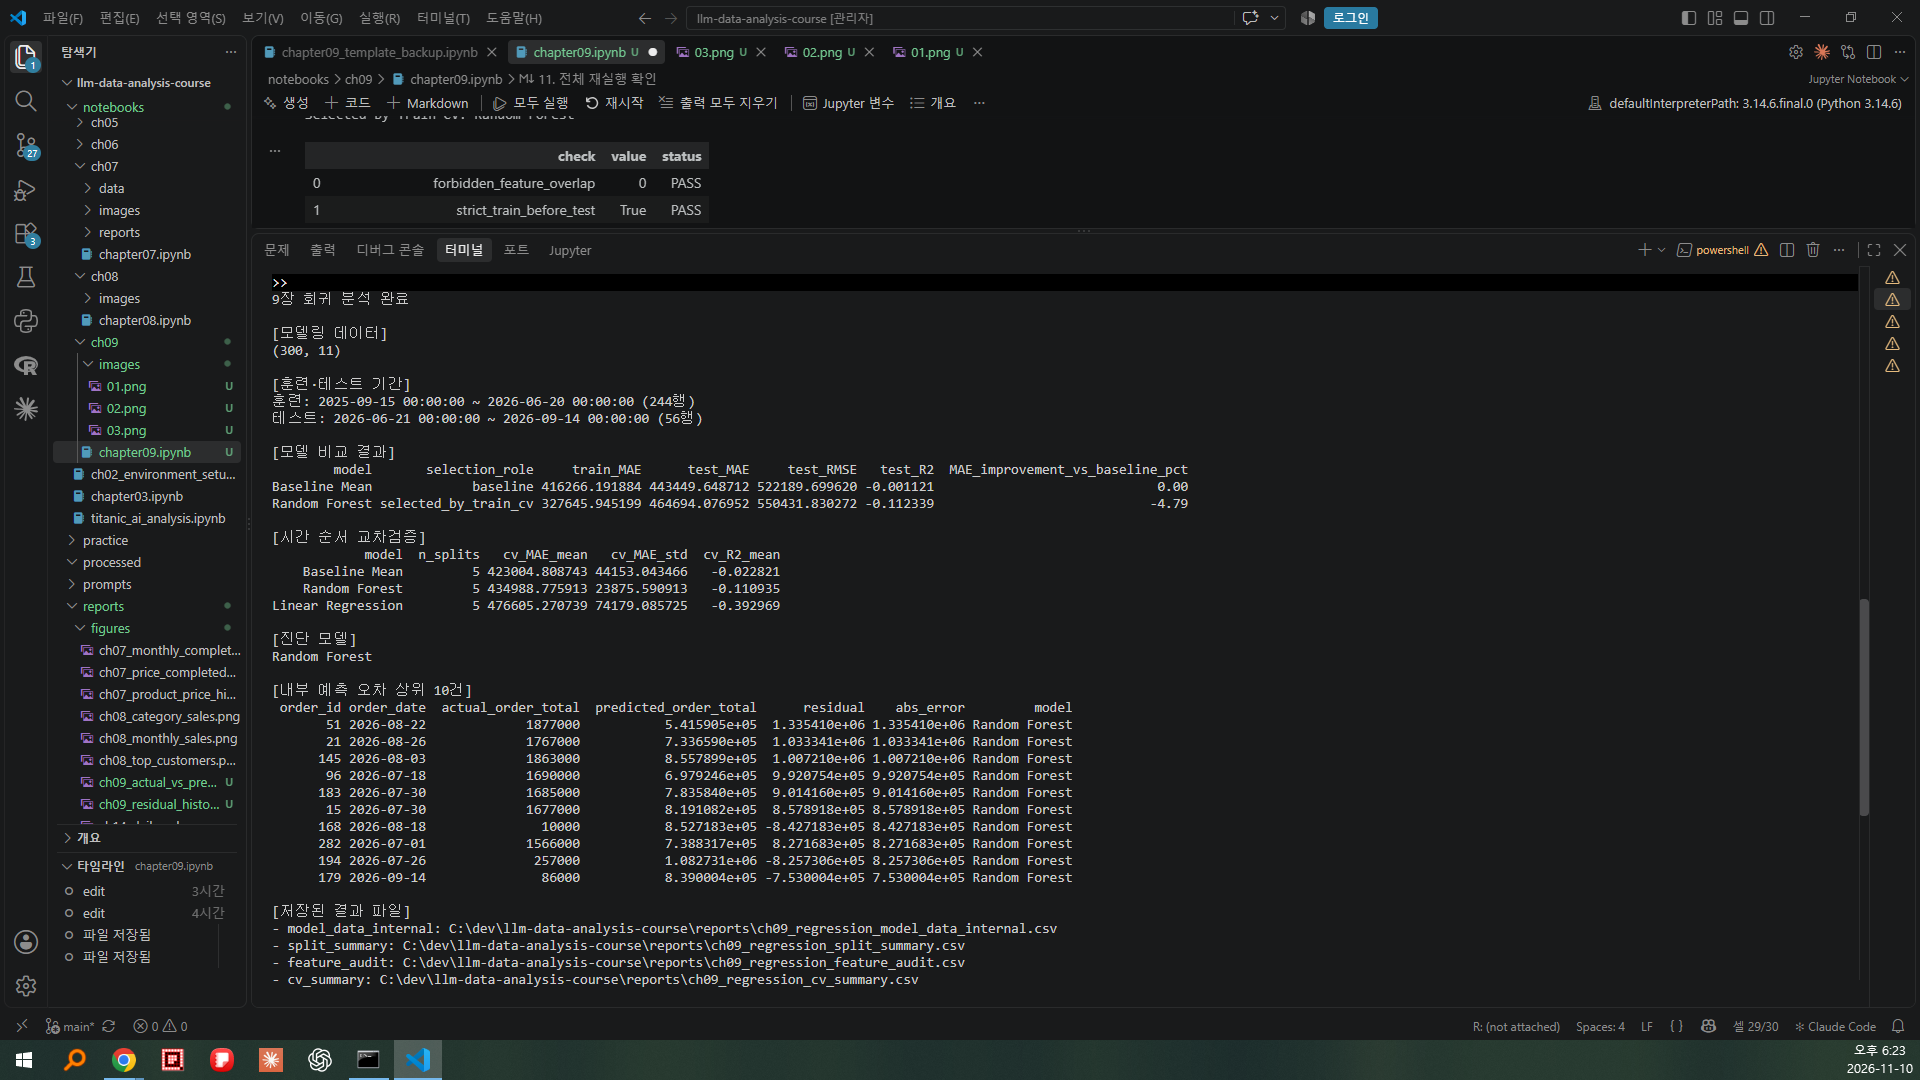 파일(F) 편집(E) 선택 영역(S) 보기(V) 이동(G) 실행(R) 터미널(T) 도움말(H)
llm-data-analysis-course [관리자]
로그인
탐색기
chapter09_template_backup.ipynb
chapter09.ipynb U
03.png U
02.png U
01.png U
notebooks > ch09 > chapter09.ipynb > M↓ 11. 전체 재실행 확인
Jupyter Notebook
생성 + 코드 + Markdown 모두 실행 재시작 출력 모두 지우기 Jupyter 변수 개요 ...
defaultInterpreterPath: 3.14.6.final.0 (Python 3.14.6)
1
27
3
llm-data-analysis-course
notebooks
ch05
ch06
ch07
data
images
reports
chapter07.ipynb
ch08
images
chapter08.ipynb
ch09
images
01.png U
02.png U
03.png U
chapter09.ipynb U
ch02_environment_setu...
chapter03.ipynb
titanic_ai_analysis.ipynb
practice
processed
prompts
reports
figures
ch07_monthly_complet...
ch07_price_completed...
ch07_product_price_hi...
ch08_category_sales.png
ch08_monthly_sales.png
ch08_top_customers.p...
ch09_actual_vs_pre... U
ch09_residual_histo... U
개요
타임라인 chapter09.ipynb
edit 3시간
edit 4시간
파일 저장됨
파일 저장됨
Selected by Train CV: Random Forest
check value status
0 forbidden_feature_overlap 0 PASS
1 strict_train_before_test True PASS
문제 출력 디버그 콘솔 터미널 포트 Jupyter
powershell
>>
9장 회귀 분석 완료
[모델링 데이터]
(300, 11)
[훈련·테스트 기간]
훈련: 2025-09-15 00:00:00 ~ 2026-06-20 00:00:00 (244행)
테스트: 2026-06-21 00:00:00 ~ 2026-09-14 00:00:00 (56행)
[모델 비교 결과]
model selection_role train_MAE test_MAE test_RMSE test_R2 MAE_improvement_vs_baseline_pct
Baseline Mean baseline 416266.191884 443449.648712 522189.699620 -0.001121 0.00
Random Forest selected_by_train_cv 327645.945199 464694.076952 550431.830272 -0.112339 -4.79
[시간 순서 교차검증]
model n_splits cv_MAE_mean cv_MAE_std cv_R2_mean
Baseline Mean 5 423004.808743 44153.043466 -0.022821
Random Forest 5 434988.775913 23875.590913 -0.110935
Linear Regression 5 476605.270739 74179.085725 -0.392969
[진단 모델]
Random Forest
[내부 예측 오차 상위 10건]
order_id order_date actual_order_total predicted_order_total residual abs_error model
51 2026-08-22 1877000 5.415905e+05 1.335410e+06 1.335410e+06 Random Forest
21 2026-08-26 1767000 7.336590e+05 1.033341e+06 1.033341e+06 Random Forest
145 2026-08-03 1863000 8.557899e+05 1.007210e+06 1.007210e+06 Random Forest
96 2026-07-18 1690000 6.979246e+05 9.920754e+05 9.920754e+05 Random Forest
183 2026-07-30 1685000 7.835840e+05 9.014160e+05 9.014160e+05 Random Forest
15 2026-07-30 1677000 8.191082e+05 8.578918e+05 8.578918e+05 Random Forest
168 2026-08-18 10000 8.527183e+05 -8.427183e+05 8.427183e+05 Random Forest
282 2026-07-01 1566000 7.388317e+05 8.271683e+05 8.271683e+05 Random Forest
194 2026-07-26 257000 1.082731e+06 -8.257306e+05 8.257306e+05 Random Forest
179 2026-09-14 86000 8.390004e+05 -7.530004e+05 7.530004e+05 Random Forest
[저장된 결과 파일]
- model_data_internal: C:\dev\llm-data-analysis-course\reports\ch09_regression_model_data_internal.csv
- split_summary: C:\dev\llm-data-analysis-course\reports\ch09_regression_split_summary.csv
- feature_audit: C:\dev\llm-data-analysis-course\reports\ch09_regression_feature_audit.csv
- cv_summary: C:\dev\llm-data-analysis-course\reports\ch09_regression_cv_summary.csv
main* 0 0
R: (not attached) Spaces: 4 LF { } 셀 29/30 Claude Code
오후 6:23
2026-11-10